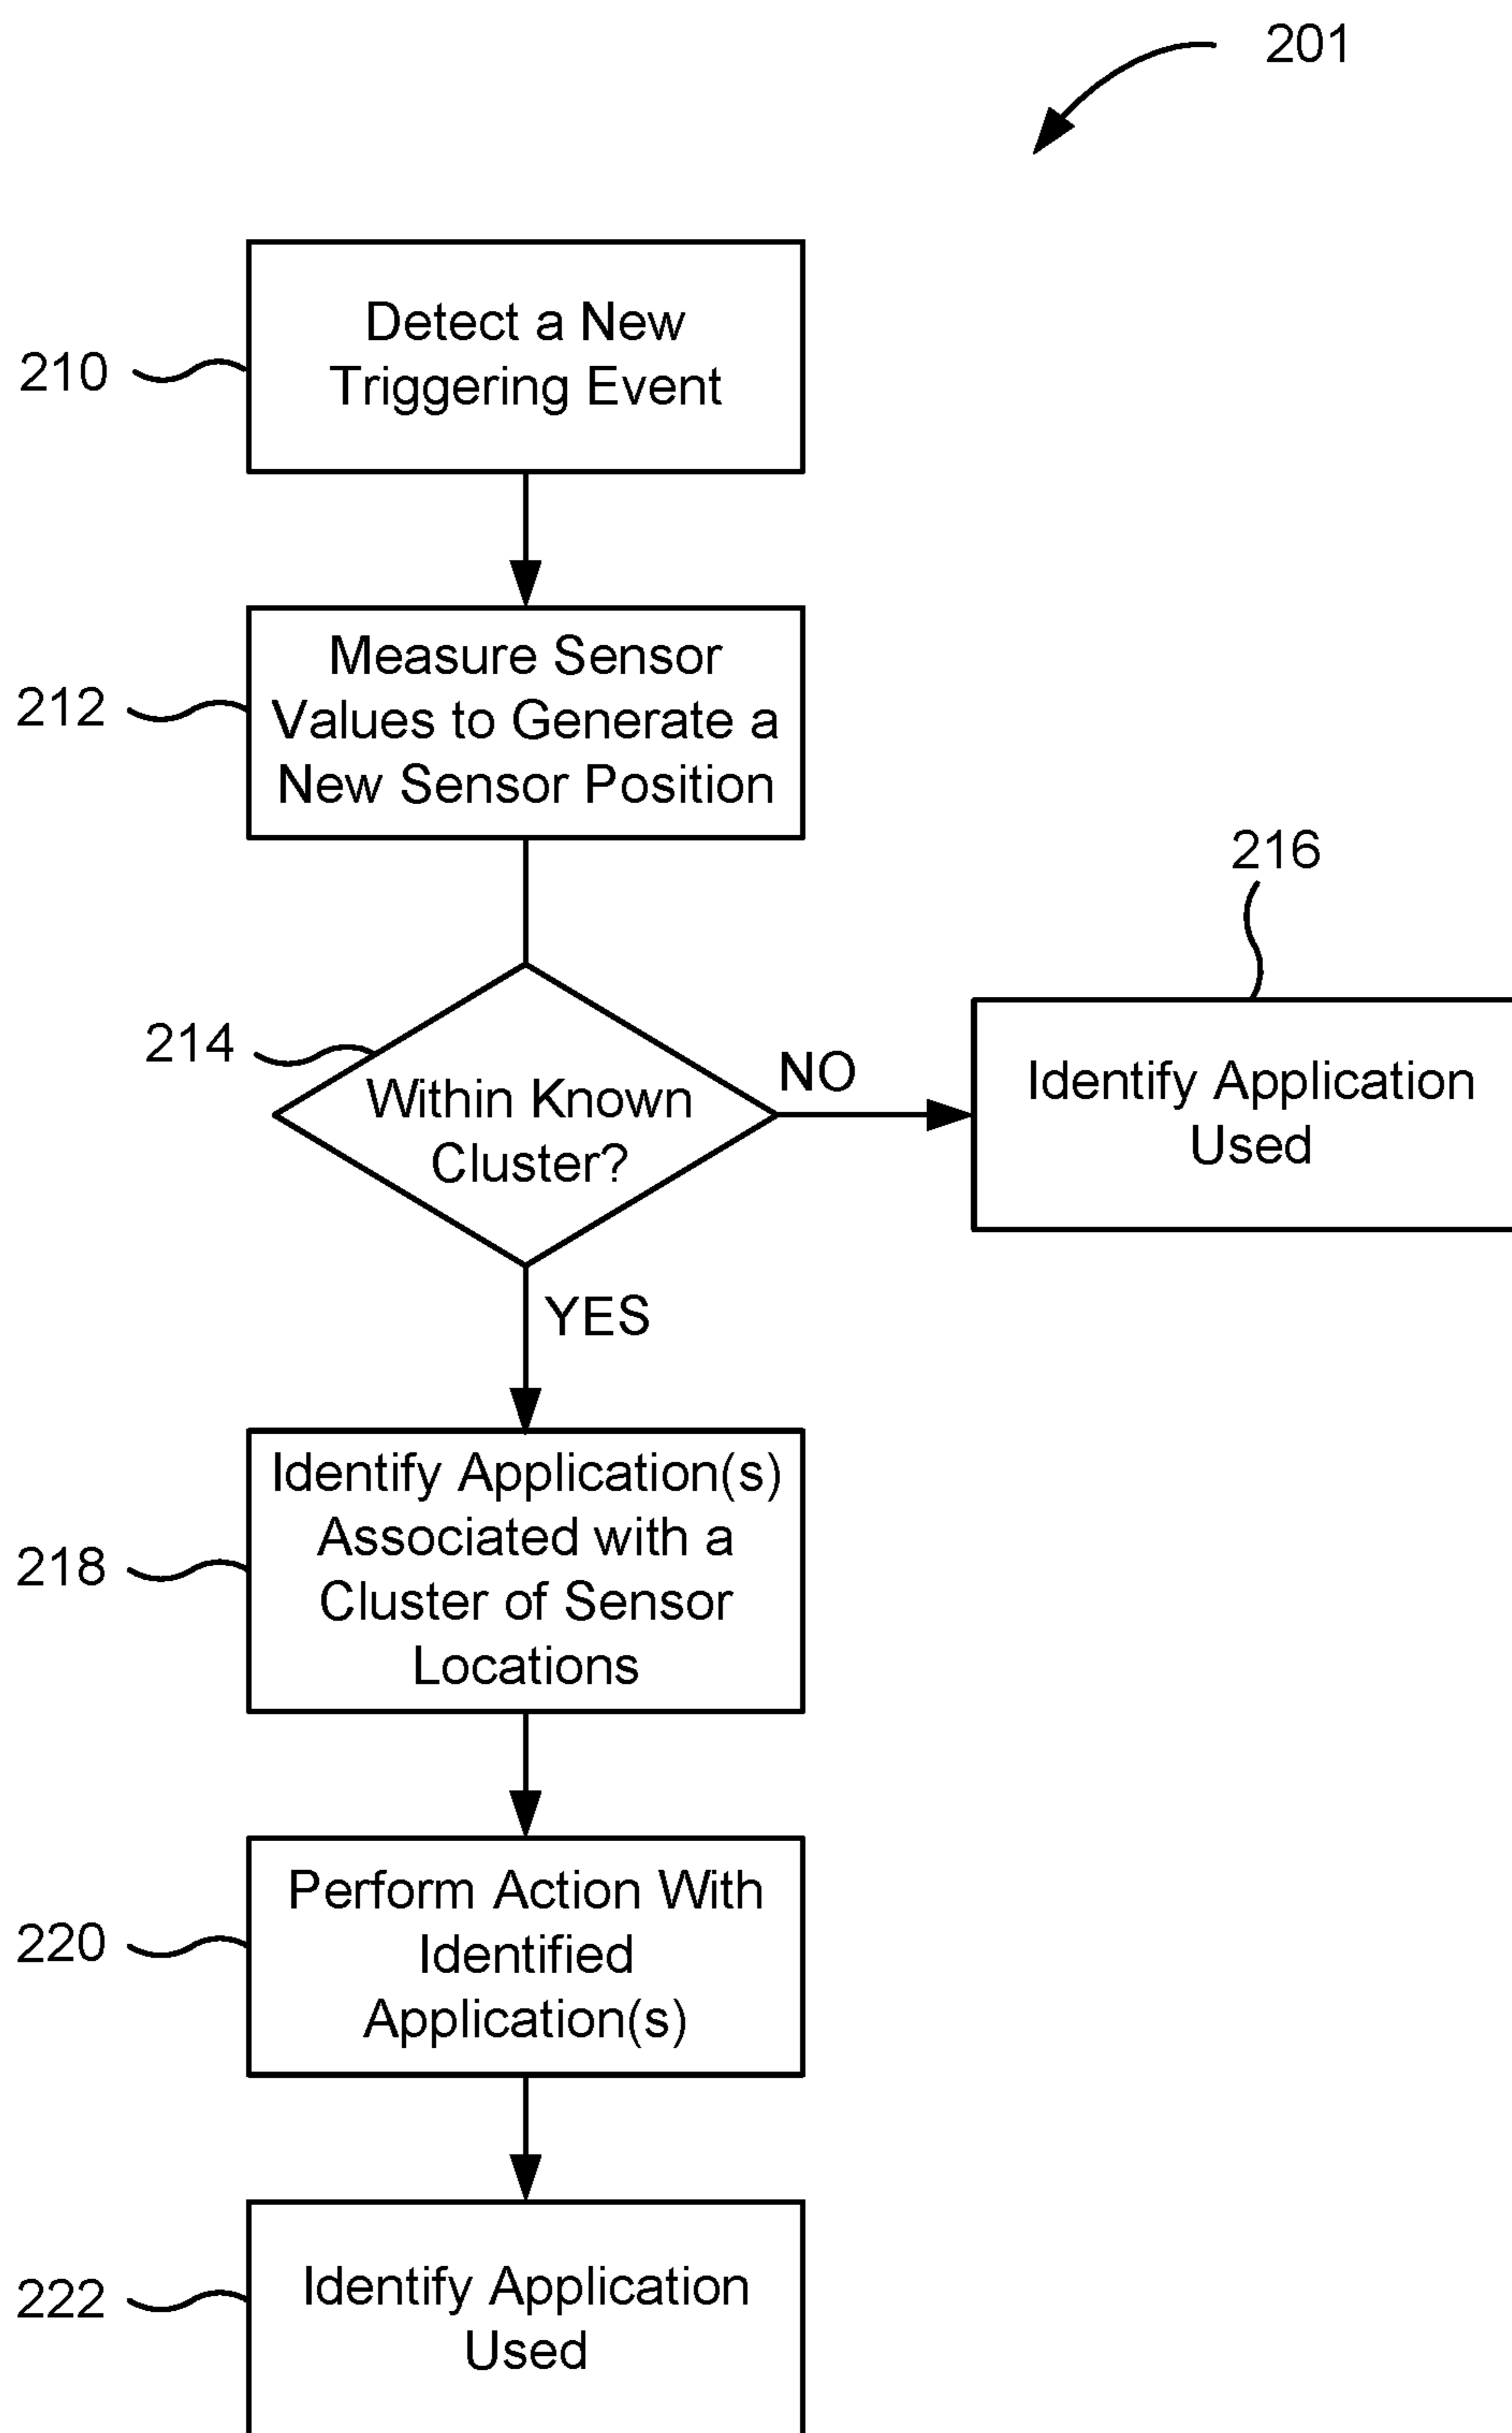 201
210
Detect a New
Triggering Event
212
Measure Sensor
Values to Generate a
New Sensor Position
214
Within Known
Cluster?
NO
216
Identify Application
Used
YES
218
Identify Application(s)
Associated with a
Cluster of Sensor
Locations
220
Perform Action With
Identified
Application(s)
222
Identify Application
Used